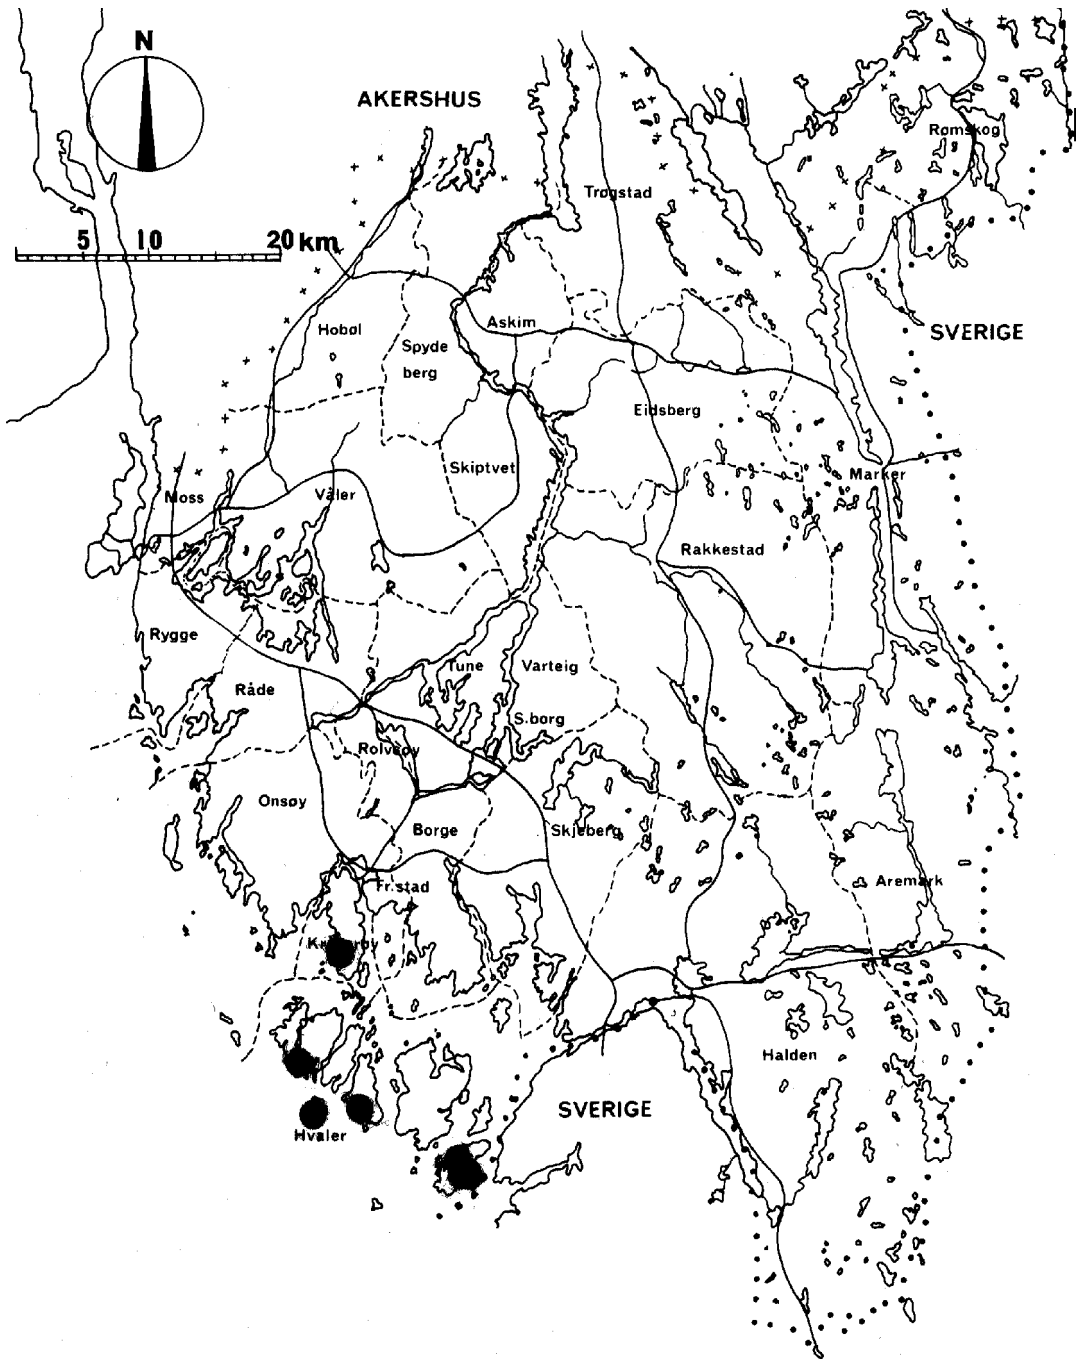 N
AKERSHUS
Rømskog
Trøgstad
5 10 20 km
SVERIGE
Hobøl
Askim
Spyde
berg
Eidsberg
Skiptvet
Marker
Moss
Våler
Rakkestad
Rygge
Tune
Varteig
Råde
S.borg
Rolvsøy
Onsøy
Borge
Skjeberg
Fr.stad
Aremark
Halden
SVERIGE
Hvaler